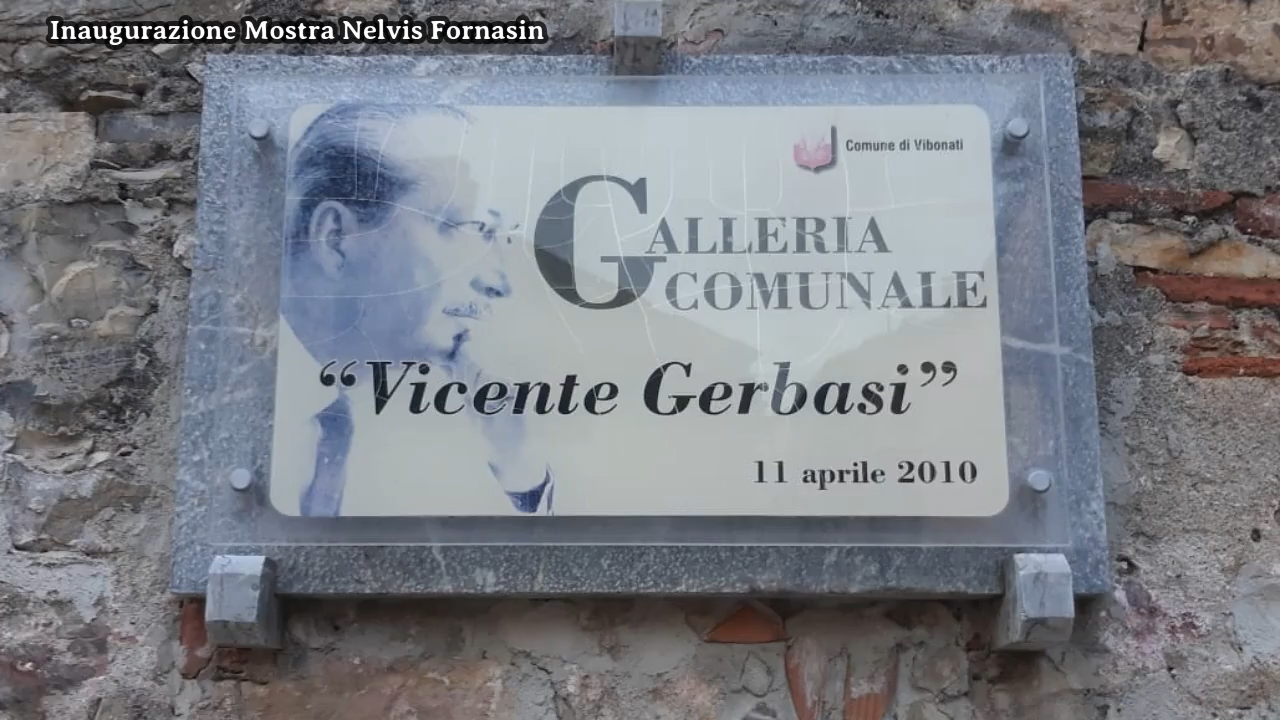 Inaugurazione Mostra Nelvis Fornasin
Comune di Vibonati
GALLERIA
COMUNALE
“Vicente Gerbasi”
11 aprile 2010